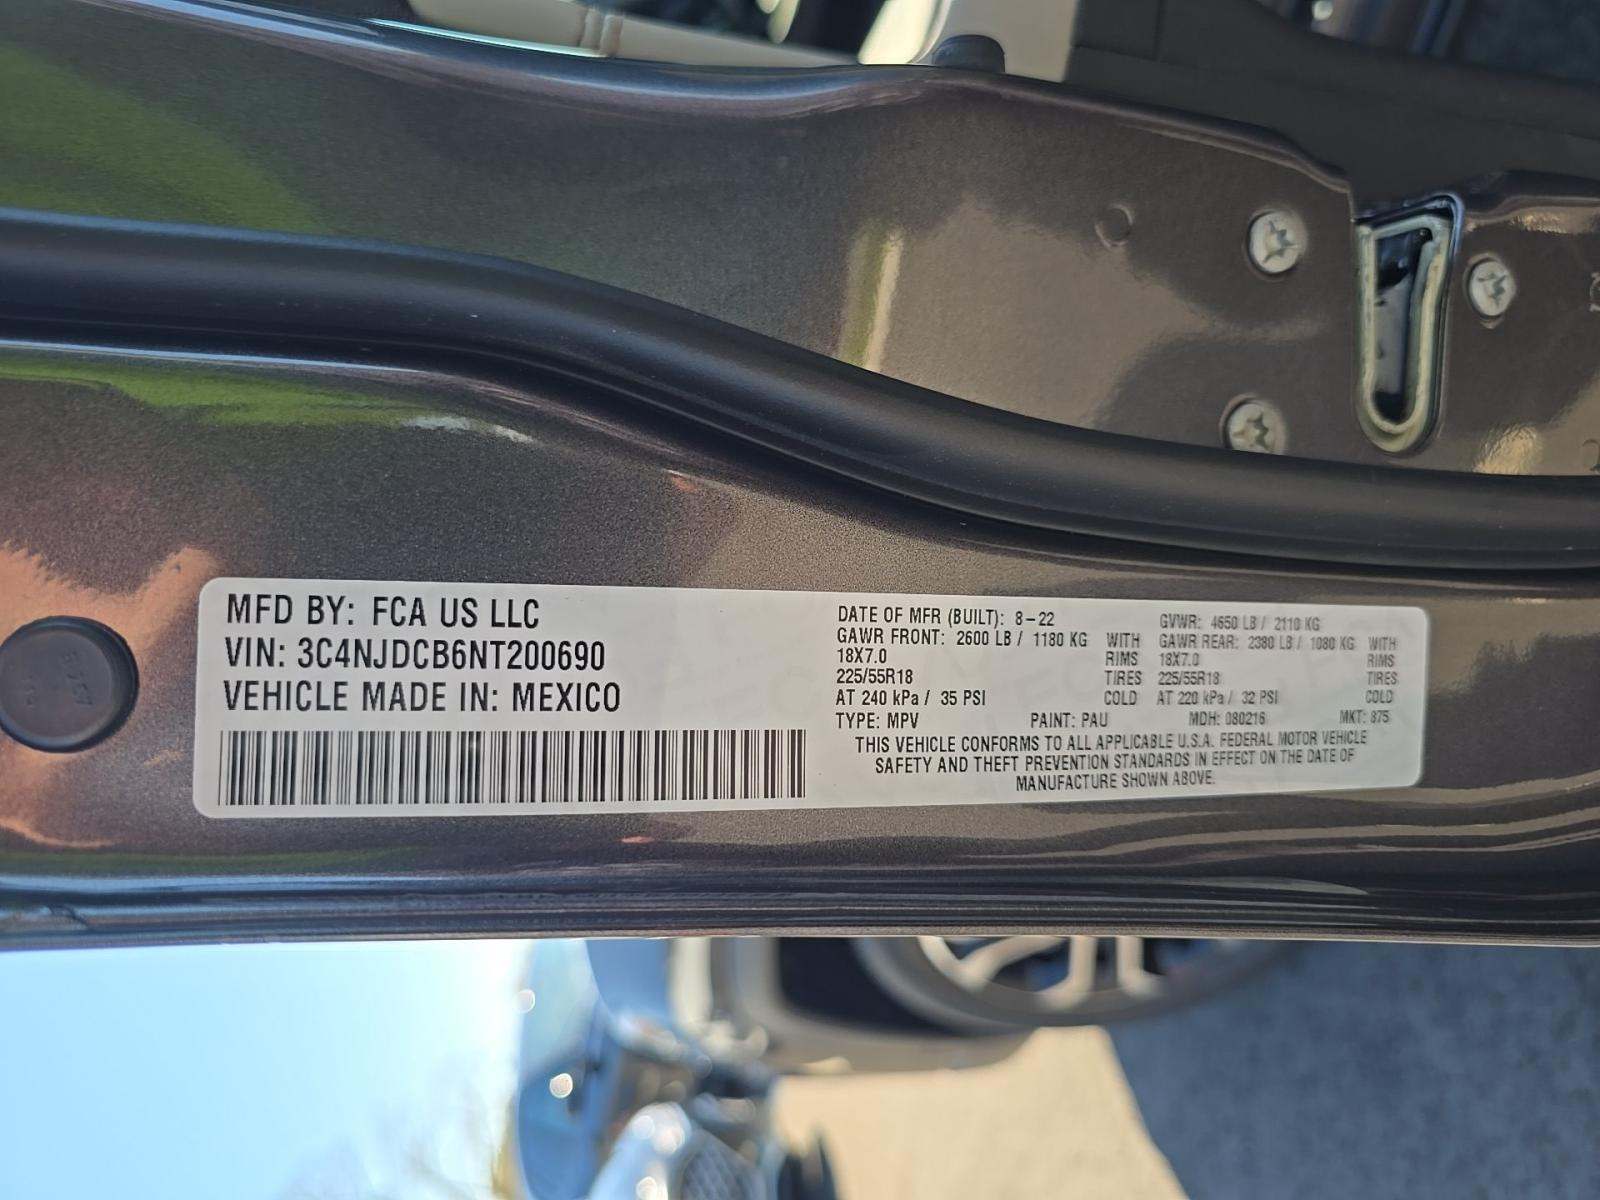 MFD BY: FCA US LLC
VIN: 3C4NJDCB6NT200690
VEHICLE MADE IN: MEXICO
DATE OF MFR (BUILT): 8-22 GVWR: 4650 LB / 2110 KG
GAWR FRONT: 2600 LB / 1180 KG WITH GAWR REAR: 2380 LB / 1080 KG WITH
18X7.0 RIMS 18X7.0 RIMS
225/55R18 TIRES 225/55R18 TIRES
AT 240 kPa / 35 PSI COLD AT 220 kPa / 32 PSI COLD
TYPE: MPV PAINT: PAU MDH: 080216 MKT: 875
THIS VEHICLE CONFORMS TO ALL APPLICABLE U.S.A. FEDERAL MOTOR VEHICLE
SAFETY AND THEFT PREVENTION STANDARDS IN EFFECT ON THE DATE OF
MANUFACTURE SHOWN ABOVE.